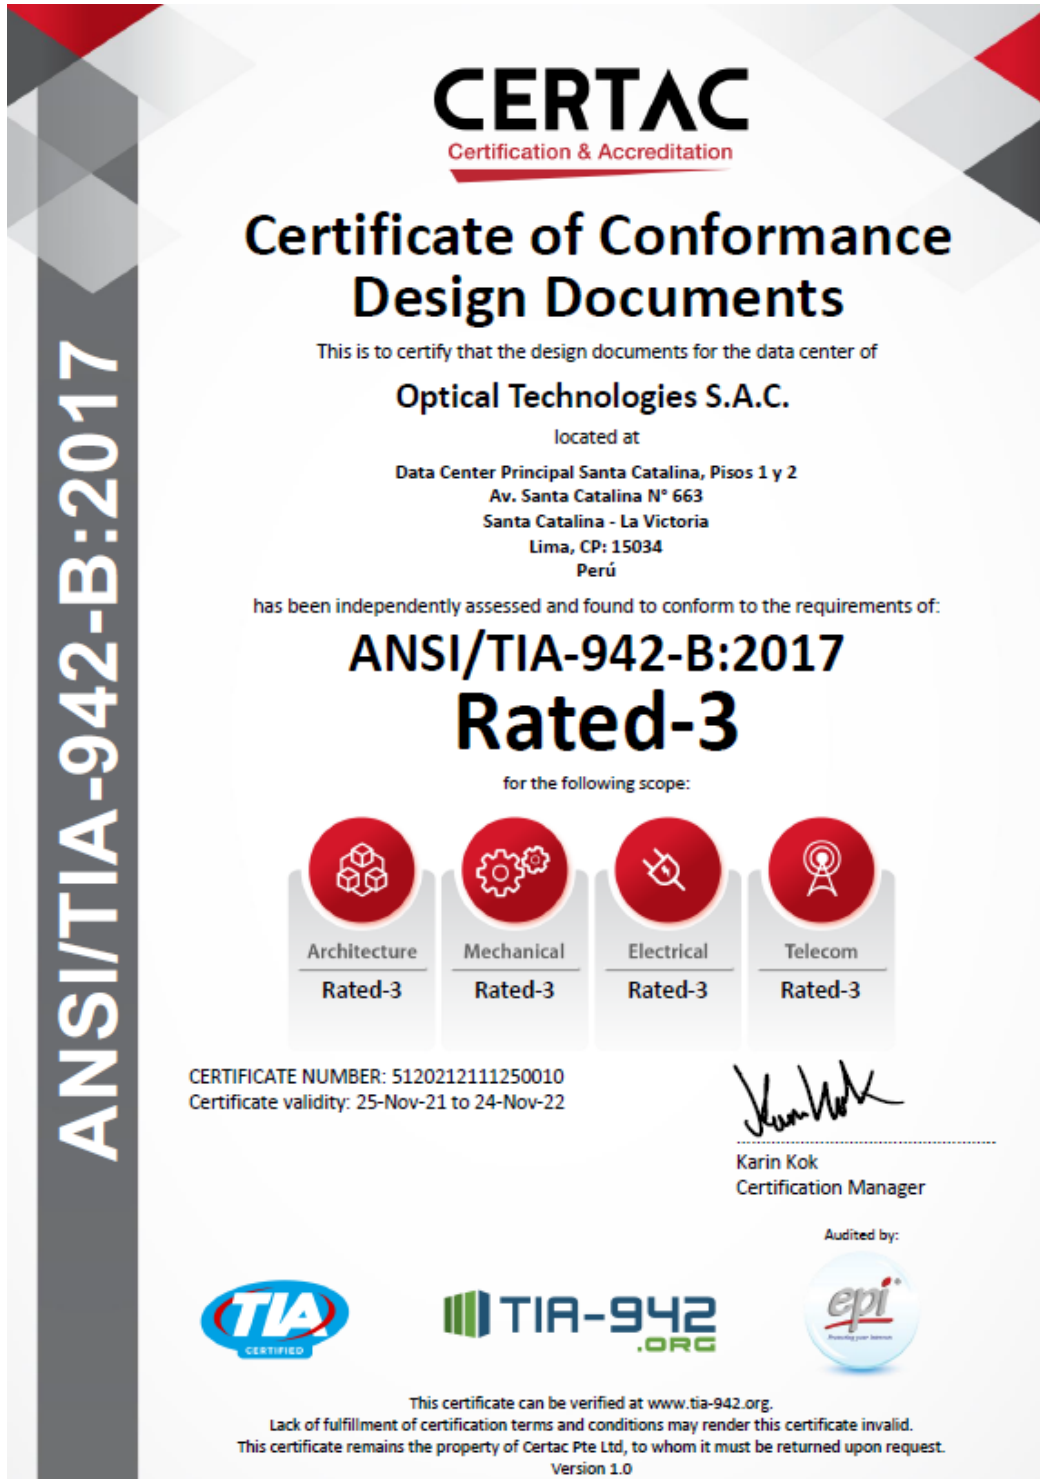 CERTAC
Certification & Accreditation
Certificate of Conformance
Design Documents
This is to certify that the design documents for the data center of
Optical Technologies S.A.C.
located at
Data Center Principal Santa Catalina, Pisos 1 y 2
Av. Santa Catalina N° 663
Santa Catalina - La Victoria
Lima, CP: 15034
Perú
has been independently assessed and found to conform to the requirements of:
ANSI/TIA-942-B:2017
Rated-3
for the following scope:
Architecture Mechanical Electrical Telecom
Rated-3 Rated-3 Rated-3 Rated-3
CERTIFICATE NUMBER: 5120212111250010
Certificate validity: 25-Nov-21 to 24-Nov-22
Karin Kok
Certification Manager
Audited by:
TIA
CERTIFIED
TIA-942
.ORG
epi
Protecting your Interests
This certificate can be verified at www.tia-942.org.
Lack of fulfillment of certification terms and conditions may render this certificate invalid.
This certificate remains the property of Certac Pte Ltd, to whom it must be returned upon request.
Version 1.0
ANSI/TIA-942-B:2017